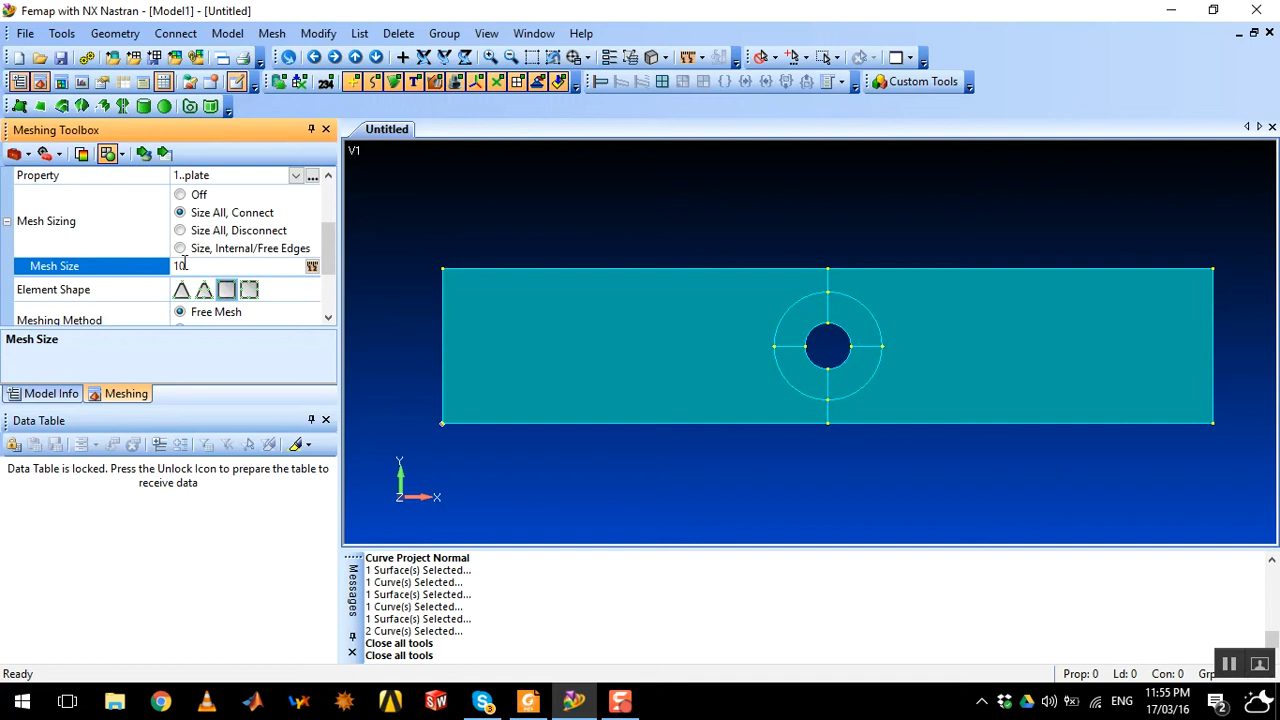 Femap with NX Nastran - [Model1] - [Untitled]
File Tools Geometry Connect Model Mesh Modify List Delete Group View Window Help
234
Custom Tools
Meshing Toolbox
Untitled
V1
Property 1..plate
Off
Mesh Sizing
Size All, Connect
Size All, Disconnect
Size, Internal/Free Edges
Mesh Size 10.
Element Shape
Meshing Method
Free Mesh
Mesh Size
Model Info Meshing
Data Table
Data Table is locked. Press the Unlock Icon to prepare the table to
receive data
Y
Z X
Messages
Curve Project Normal
1 Surface(s) Selected...
1 Curve(s) Selected...
1 Surface(s) Selected...
1 Curve(s) Selected...
1 Surface(s) Selected...
2 Curve(s) Selected...
Close all tools
Close all tools
Ready
Prop: 0 Ld: 0 Con: 0 Grp
ENG
11:55 PM
17/03/16